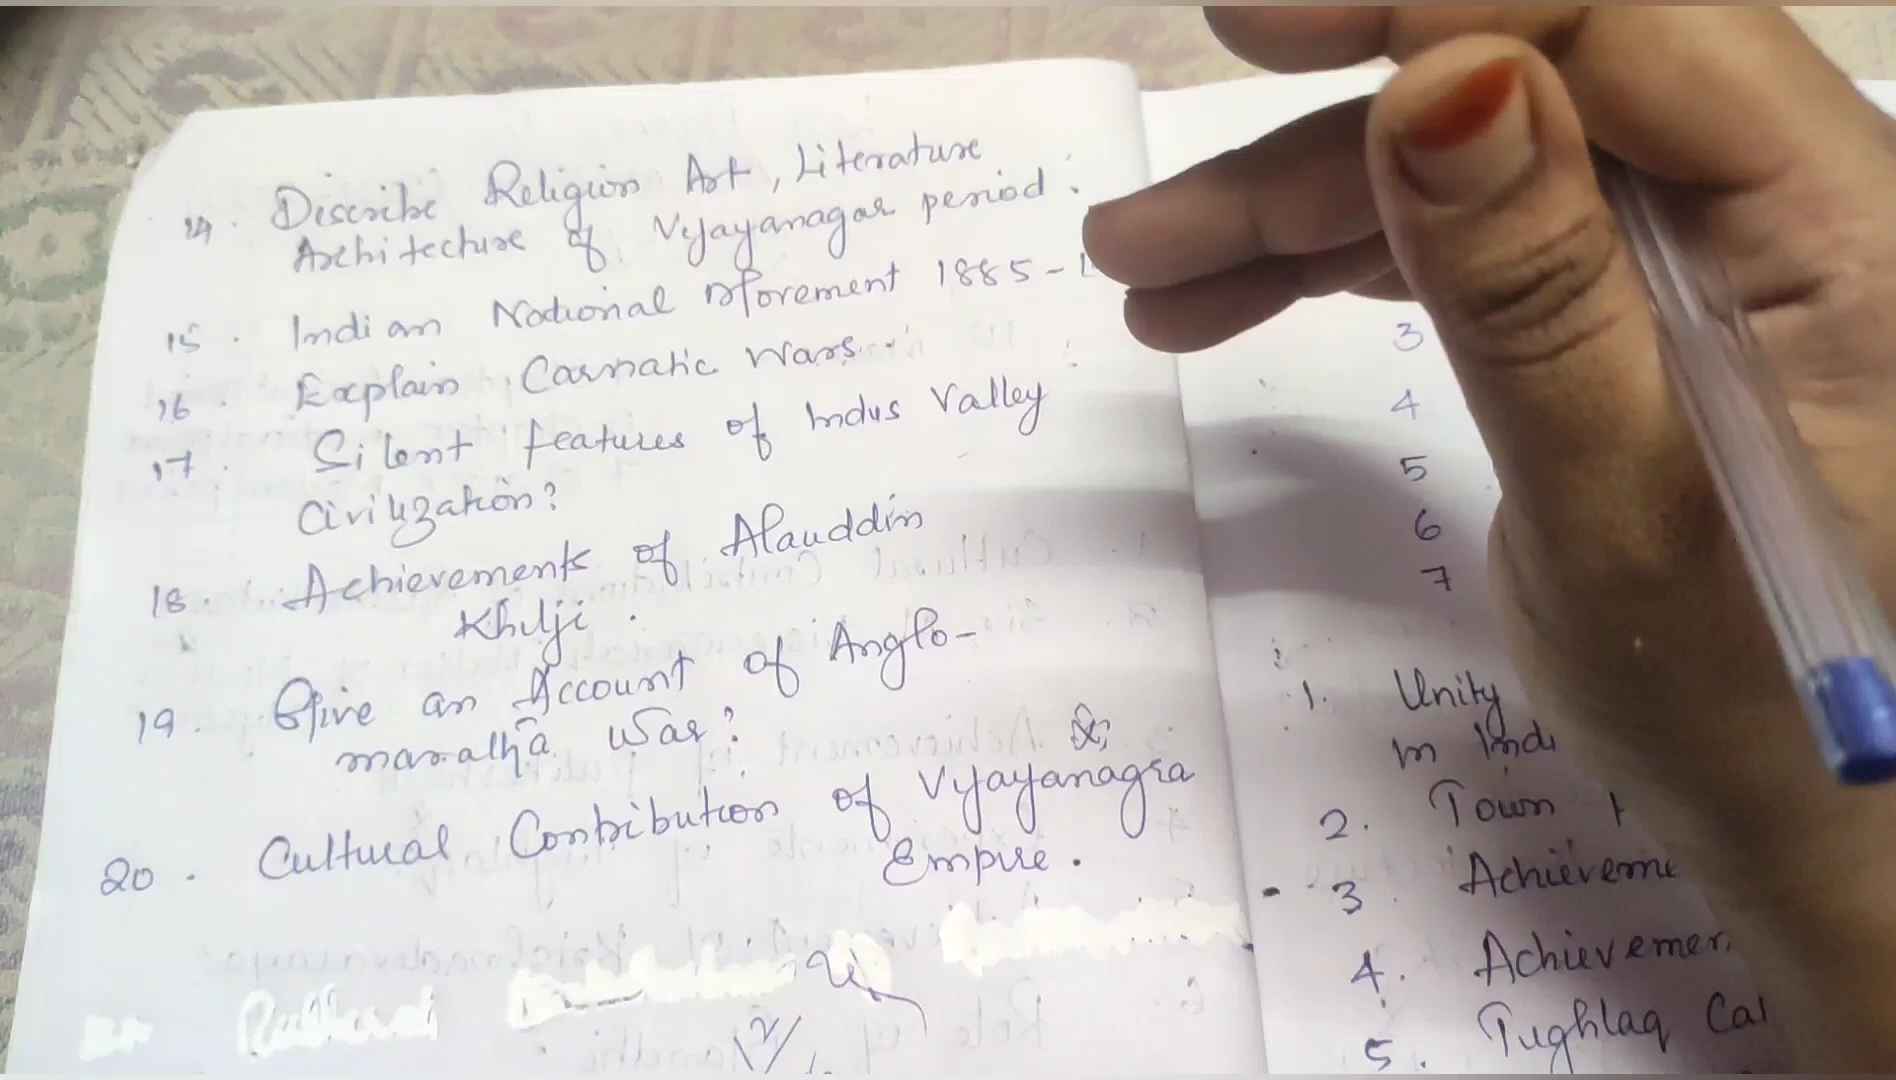 14. Describe Religion Art, Literature
Architecture of Vijayanagar period.
15. Indian National Movement 1885-1
16. Explain Carnatic Wars.
17. Silent features of Indus Valley
Civilization?
18. Achievements of Alauddin
Khilji.
19. Give an Account of Anglo-
maratha War?
20. Cultural Contribution of Vijayanagra
Empire.
3
4
5
6
7
1. Unity
In Indi
2. Town
3. Achieveme
4. Achievemen
5. Tughlaq Cal